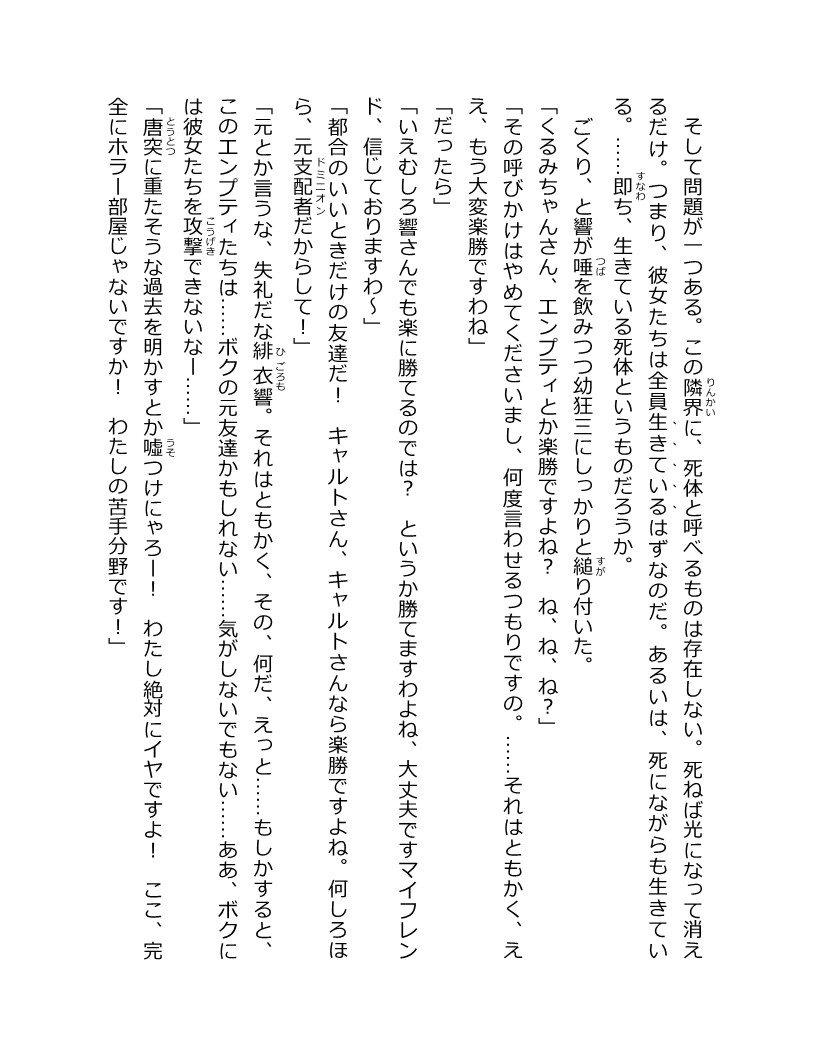 そして問題が一つある。この隣界に、死体と呼べるものは存在しない。死ねば光になって消え
るだけ。つまり、彼女たちは全員生きているはずなのだ。あるいは、死にながらも生きてい
る。……即ち、生きている死体というものだろうか。
ごくり、と響が唾を飲みつつ幼狂三にしっかりと縋り付いた。
「くるみちゃんさん、エンプティとか楽勝ですよね?　ね、ね、ね?」
「その呼びかけはやめてくださいまし、何度言わせるつもりですの。……それはともかく、え
え、もう大変楽勝ですわね」
「だったら」
「いえむしろ響さんでも楽に勝てるのでは?　というか勝てますわよね、大丈夫ですマイフレン
ド、信じておりますわ〜」
「都合のいいときだけの友達だ!　キャルトさん、キャルトさんなら楽勝ですよね。何しろほ
ら、元支配者だからして!」
「元とか言うな、失礼だな緋衣響。それはともかく、その、何だ、えっと……もしかすると、
このエンプティたちは……ボクの元友達かもしれない……気がしないでもない……ああ、ボクに
は彼女たちを攻撃できないなー……」
「唐突に重たそうな過去を明かすとか嘘つけにゃろー!　わたし絶対にイヤですよ!　ここ、完
全にホラー部屋じゃないですか!　わたしの苦手分野です!」